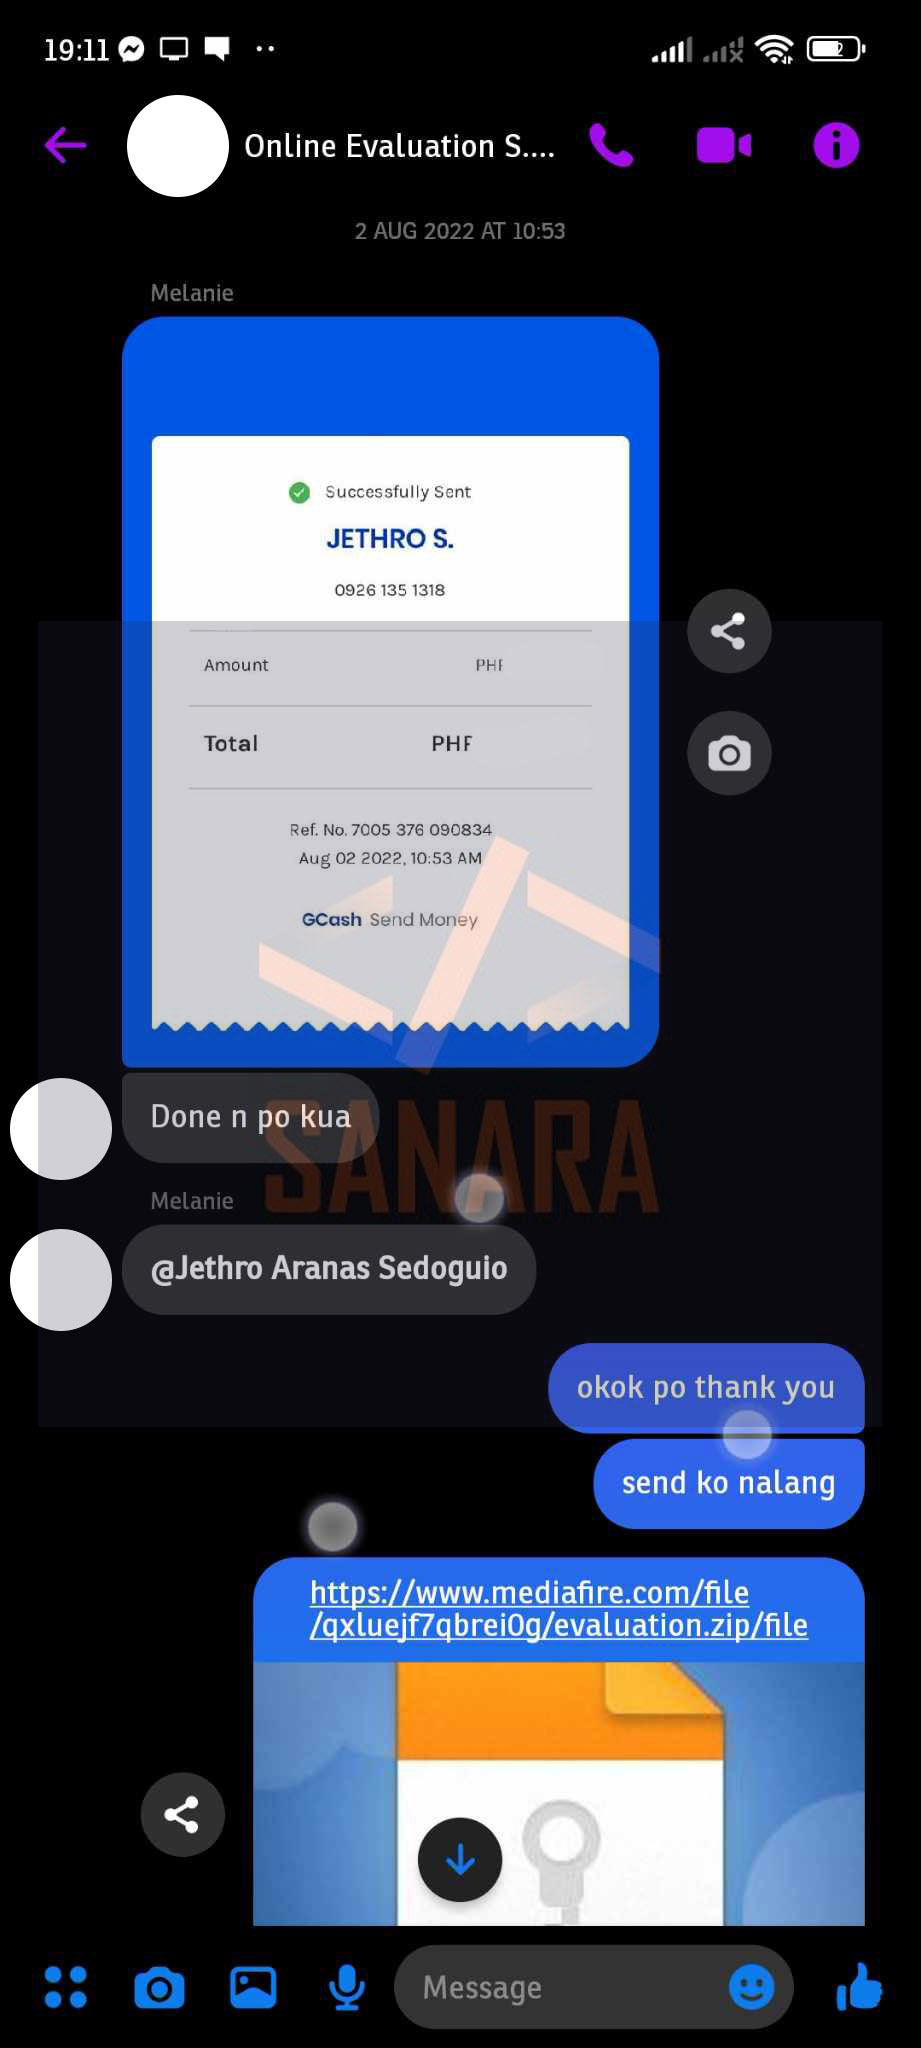 19:11
2
Online Evaluation S....
2 AUG 2022 AT 10:53
Melanie
Successfully Sent
JETHRO S.
0926 135 1318
Amount PHP
Total PHP
Ref. No. 7005 376 090834
Aug 02 2022, 10:53 AM
GCash Send Money
Done n po kua
SANARA
Melanie
@Jethro Aranas Sedoguio
okok po thank you
send ko nalang
https://www.mediafire.com/file
/qxluejf7qbrei0g/evaluation.zip/file
Message